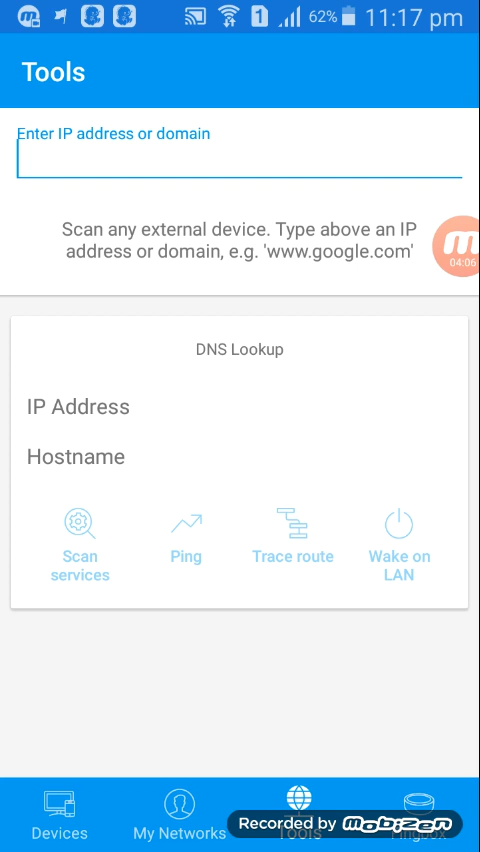 1 62% 11:17 pm
Tools
Enter IP address or domain
Scan any external device. Type above an IP
address or domain, e.g. 'www.google.com'
04:06
DNS Lookup
IP Address
Hostname
Scan
services
Ping
Trace route
Wake on
LAN
Devices
My Networks
Tools
Pingbox
Recorded by MOBIZEN